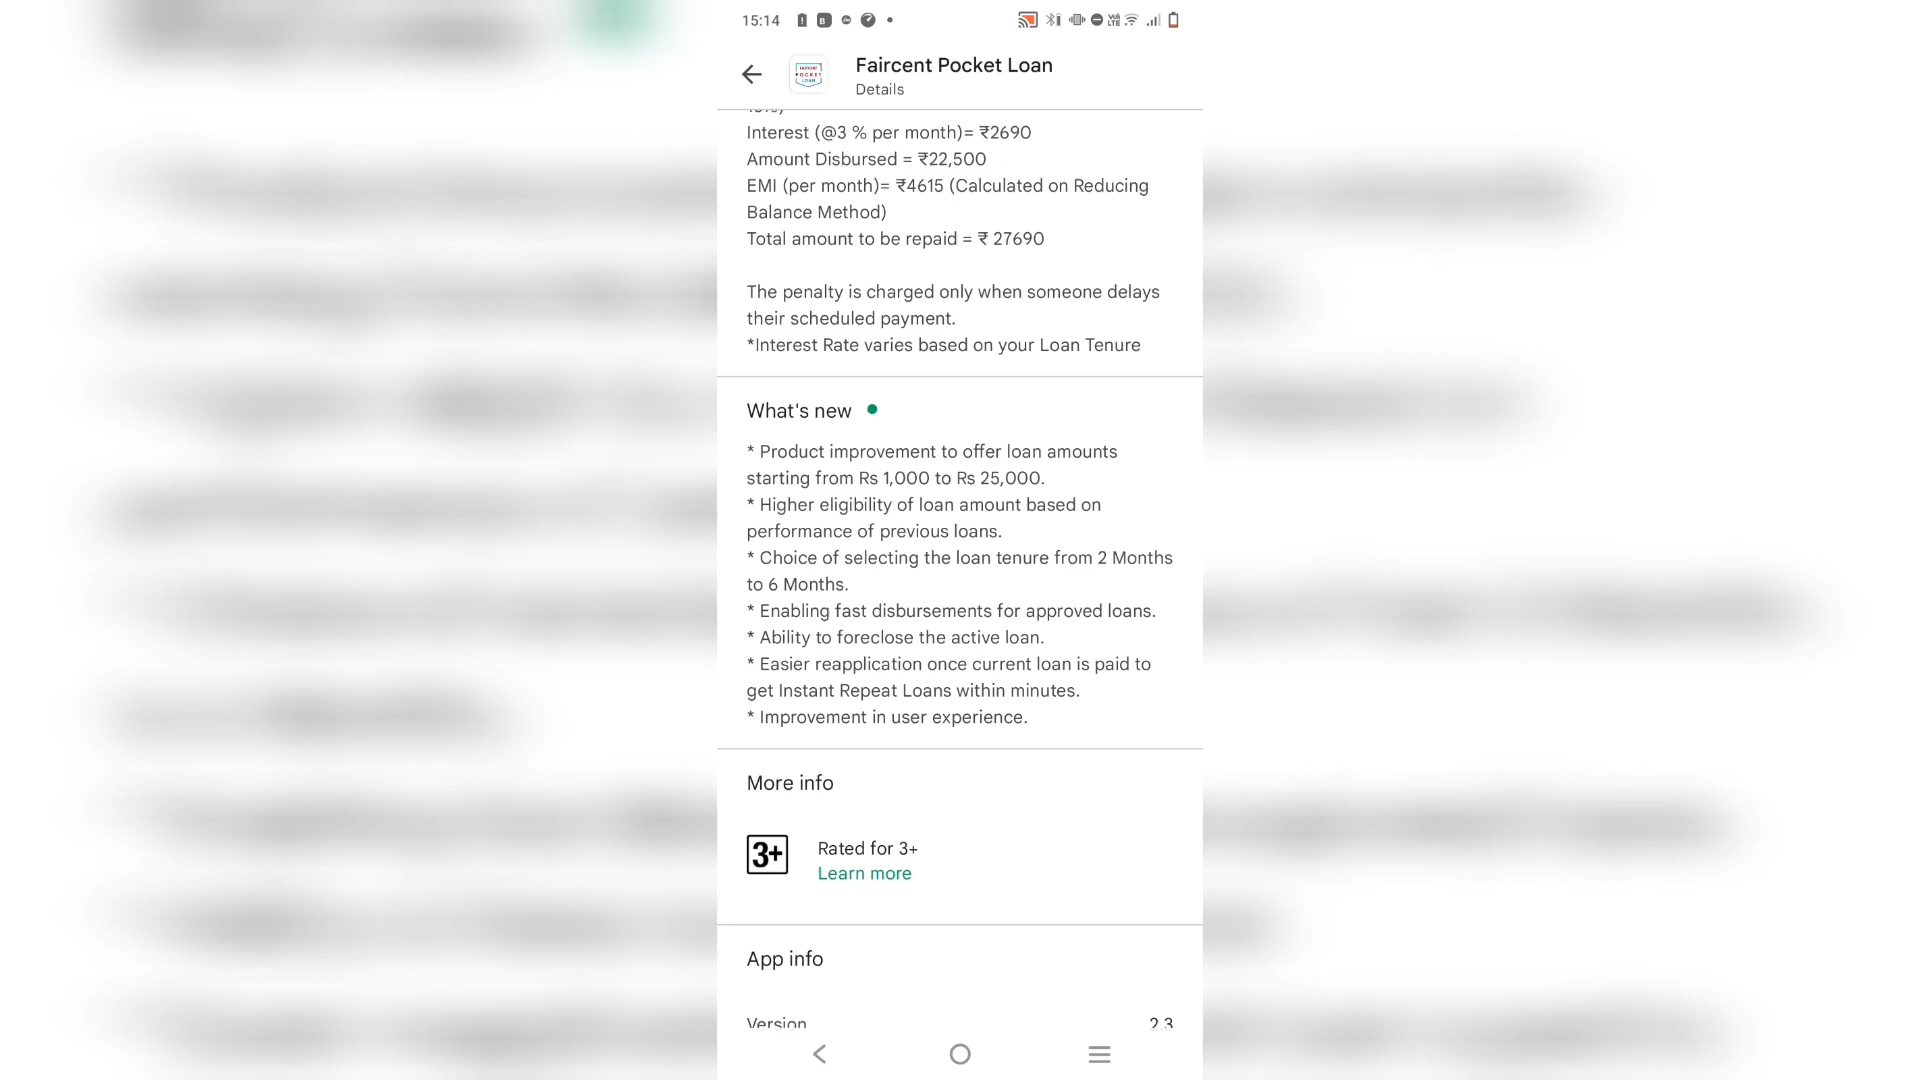 15:14
Faircent Pocket Loan
Details
Interest (@3 % per month)= ₹2690
Amount Disbursed = ₹22,500
EMI (per month)= ₹4615 (Calculated on Reducing
Balance Method)
Total amount to be repaid = ₹ 27690
The penalty is charged only when someone delays
their scheduled payment.
*Interest Rate varies based on your Loan Tenure
What's new
* Product improvement to offer loan amounts
starting from Rs 1,000 to Rs 25,000.
* Higher eligibility of loan amount based on
performance of previous loans.
* Choice of selecting the loan tenure from 2 Months
to 6 Months.
* Enabling fast disbursements for approved loans.
* Ability to foreclose the active loan.
* Easier reapplication once current loan is paid to
get Instant Repeat Loans within minutes.
* Improvement in user experience.
More info
3+
Rated for 3+
Learn more
App info
Version 2.3